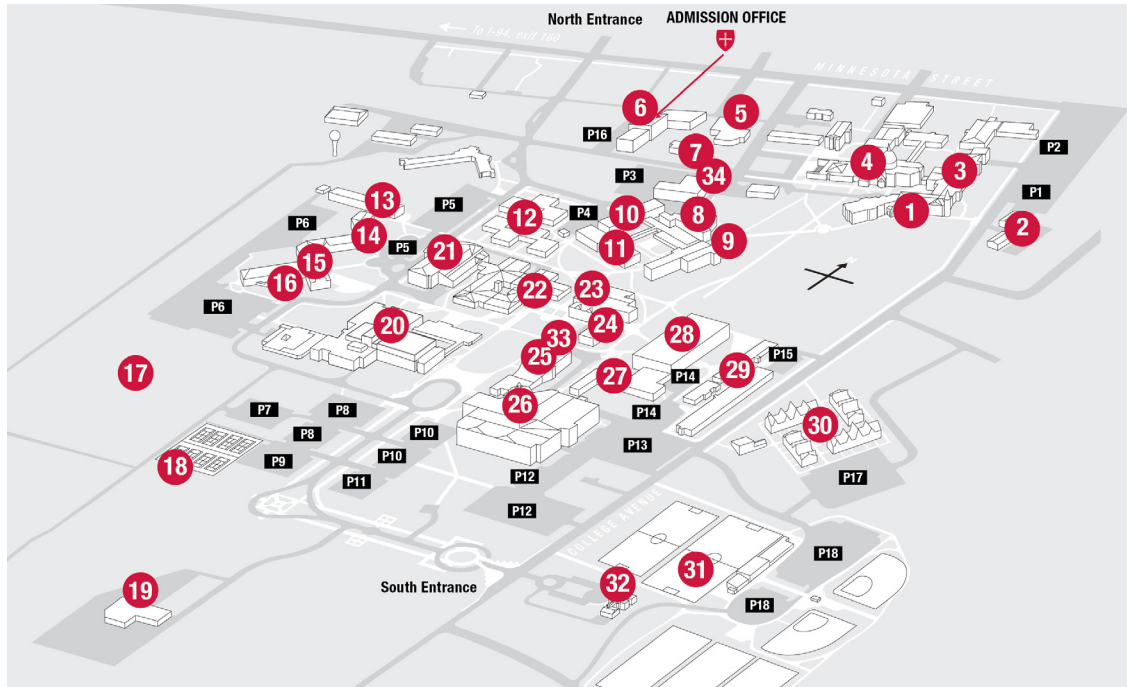 North Entrance
ADMISSION OFFICE
To I-94, exit 160
MINNESOTA STREET
6
5
P16
7
P2
4
3
34
P3
P1
13
P5
10
8
1
12
P4
P6
2
14
11
9
21
P5
15
16
22
23
P6
20
24
28
33
25
P15
17
27
29
P14
26
P7
P8
P14
30
P8
P10
P13
18
P9
P10
P12
P11
P17
P12
COLLEGE AVENUE
P18
31
South Entrance
32
19
P18